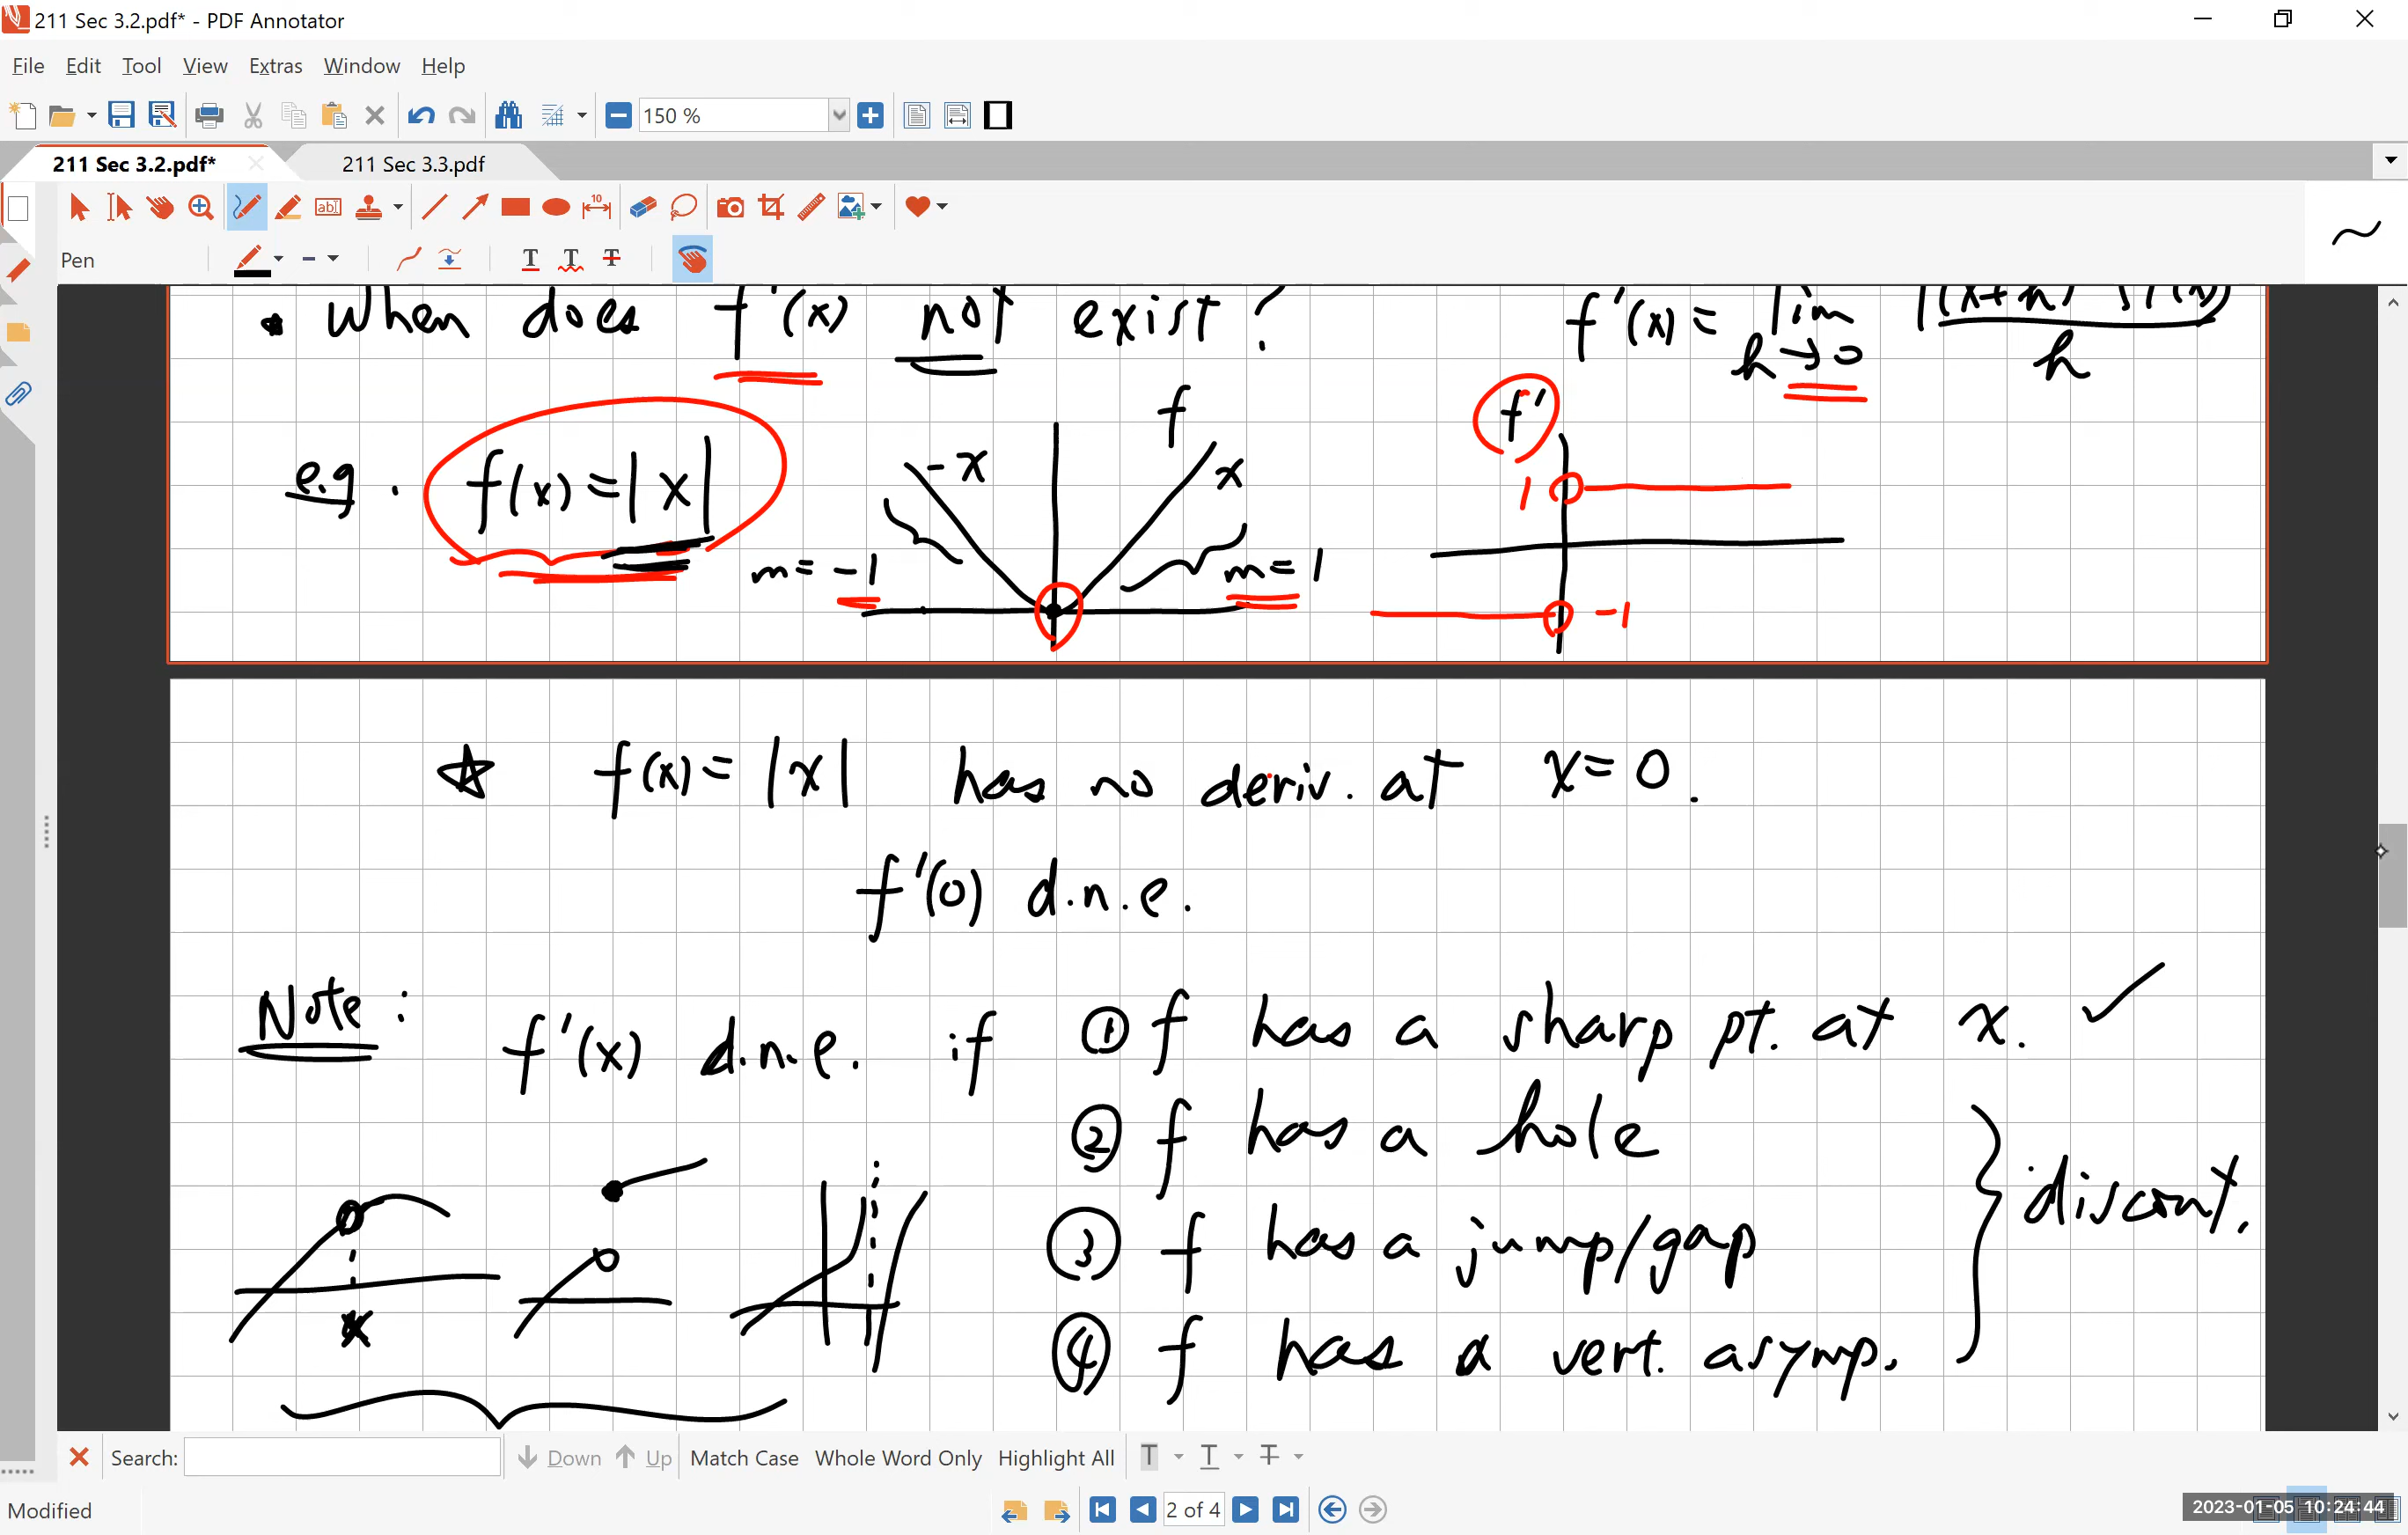 211 Sec 3.2.pdf* - PDF Annotator
File Edit Tool View Extras Window Help
150 %
211 Sec 3.2.pdf* 211 Sec 3.3.pdf
Pen
• When does f'(x) not exist?
f'(x) = lim h→0 f(x+h) - f(x) / h
e.g. f(x) = |x|
-x
f
x
m = -1
m = 1
f'
1
-1
☆ f(x) = |x| has no deriv. at x = 0.
f'(0) d.n.e.
Note: f'(x) d.n.e. if ① f has a sharp pt. at x. ✓
② f has a hole
③ f has a jump/gap
④ f has a vert. asymp.
} discont.
x
Search: Down Up Match Case Whole Word Only Highlight All
Modified
2 of 4
2023-01-05 10:24:44